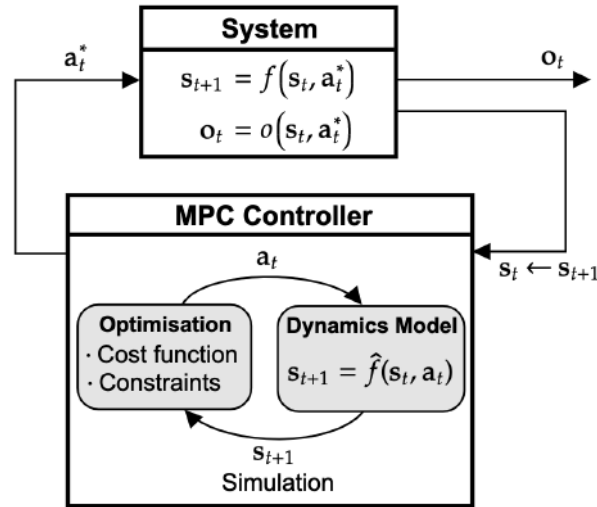 System
a*_t
s_{t+1} = f(s_t, a*_t)
o_t = o(s_t, a*_t)
o_t
MPC Controller
s_t ← s_{t+1}
a_t
Optimisation
· Cost function
· Constraints
Dynamics Model
s_{t+1} = f̂(s_t, a_t)
s_{t+1}
Simulation